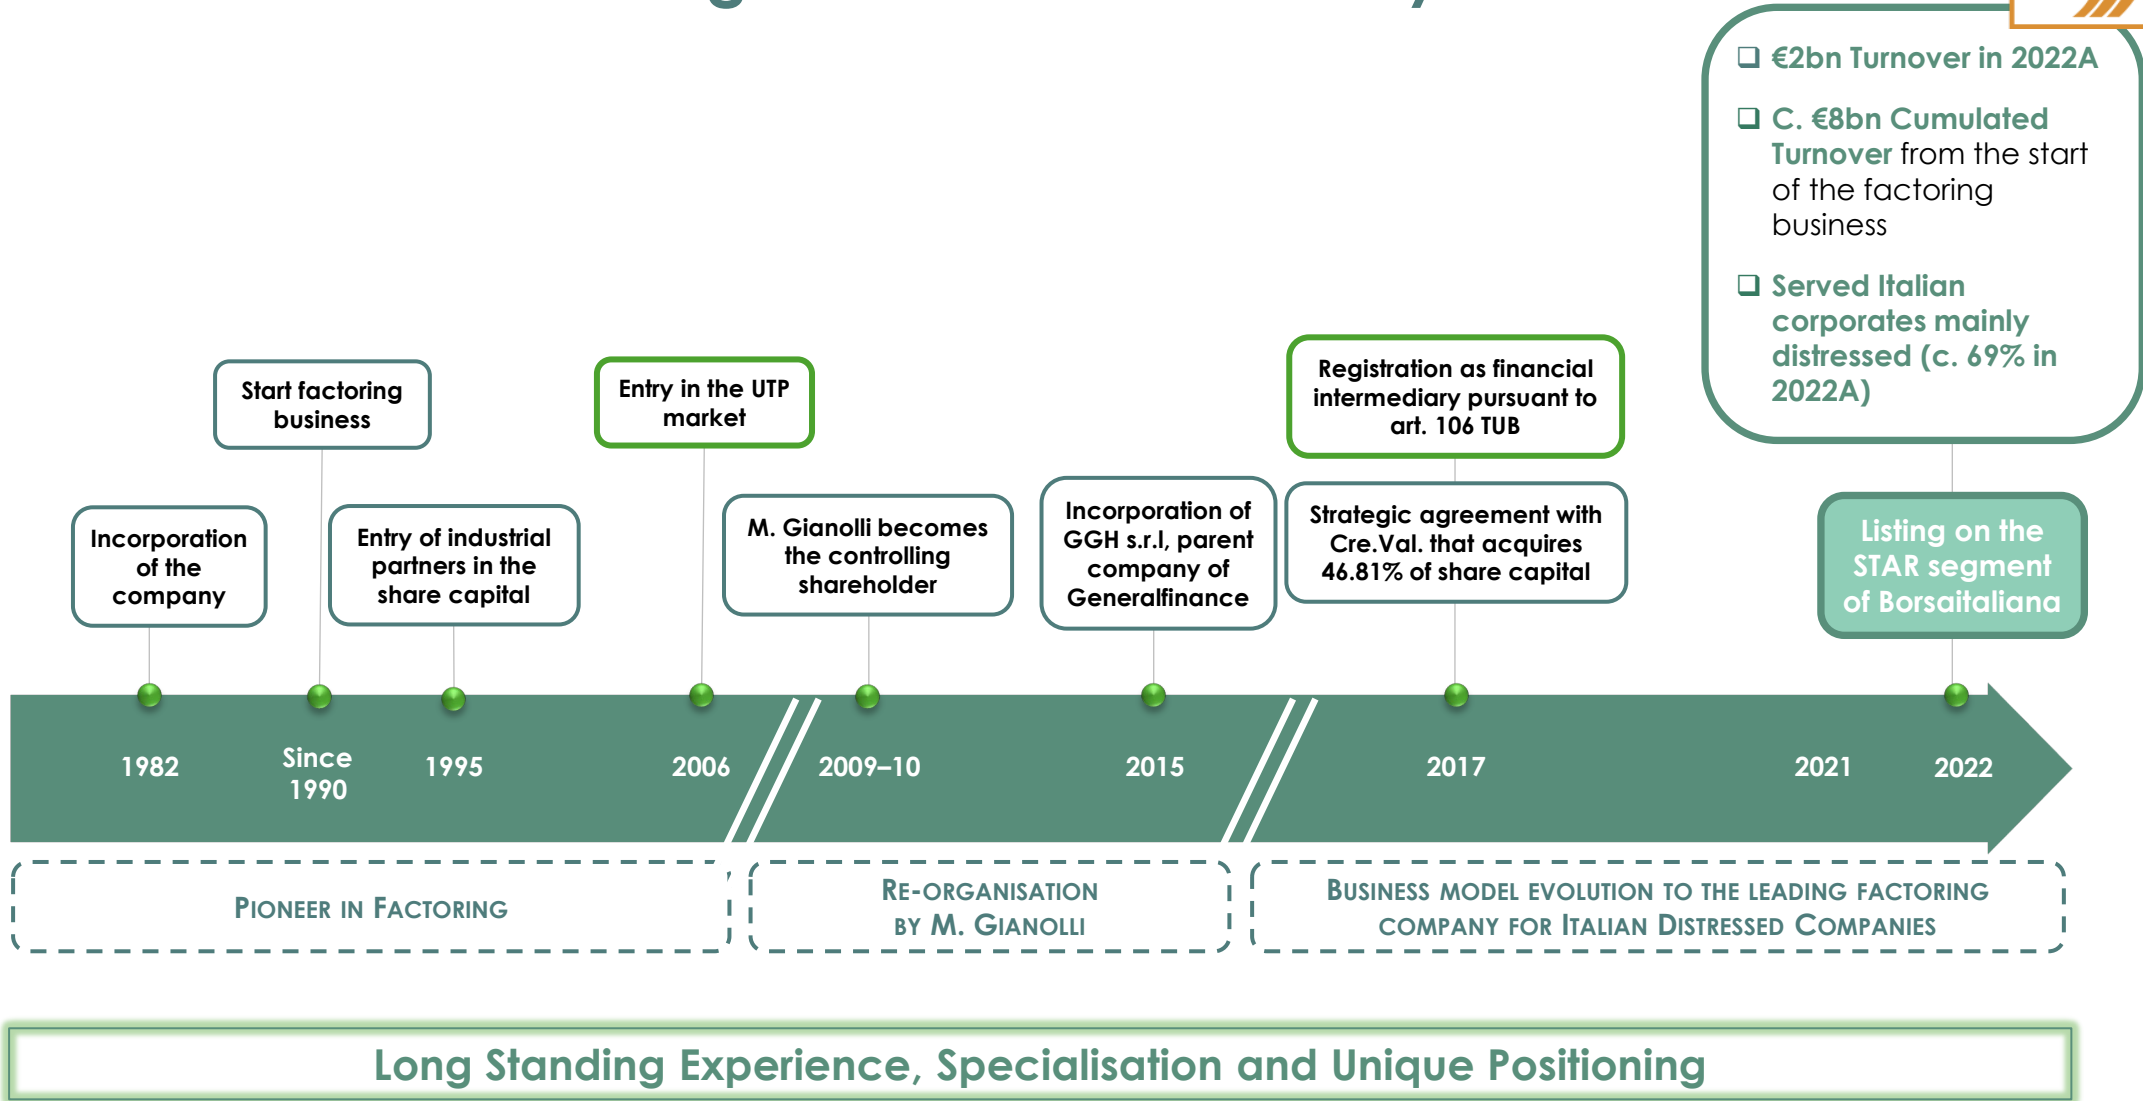 €2bn Turnover in 2022A
C. €8bn Cumulated
Turnover from the start
of the factoring
business
Served Italian
corporates mainly
distressed (c. 69% in
2022A)
Start factoring
business
Entry in the UTP
market
Registration as financial
intermediary pursuant to
art. 106 TUB
Incorporation
of the
company
Entry of industrial
partners in the
share capital
M. Gianolli becomes
the controlling
shareholder
Incorporation of
GGH s.r.l, parent
company of
Generalfinance
Strategic agreement with
Cre.Val. that acquires
46.81% of share capital
Listing on the
STAR segment
of Borsaitaliana
1982
Since
1990
1995
2006
2009–10
2015
2017
2021
2022
PIONEER IN FACTORING
RE-ORGANISATION
BY M. GIANOLLI
BUSINESS MODEL EVOLUTION TO THE LEADING FACTORING
COMPANY FOR ITALIAN DISTRESSED COMPANIES
Long Standing Experience, Specialisation and Unique Positioning